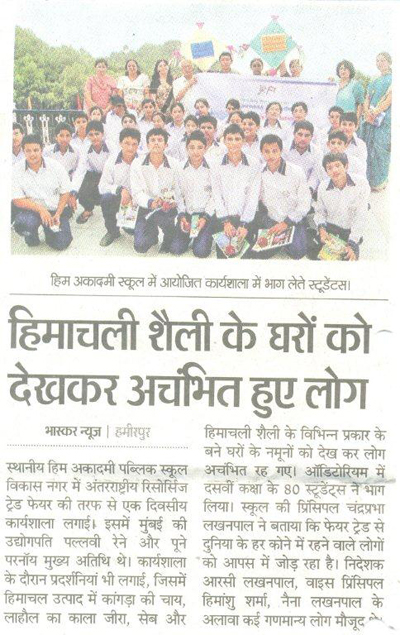 हिम अकादमी स्कूल में आयोजित कार्यशाला में भाग लेते स्टूडेंटस।
हिमाचली शैली के घरों को
देखकर अचंभित हुए लोग
भास्कर न्यूज | हमीरपुर
स्थानीय हिम अकादमी पब्लिक स्कूल
विकास नगर में अंतरराष्ट्रीय रिसोर्सिज
ट्रेड फेयर की तरफ से एक दिवसीय
कार्यशाला लगाई। इसमें मुंबई की
उद्योगपति पल्लवी रेने और पूने
परनॉय मुख्य अतिथि थे। कार्यशाला
के दौरान प्रदर्शनियां भी लगाई, जिसमें
हिमाचल उत्पाद में कांगड़ा की चाय,
लाहौल का काला जीरा, सेब और
हिमाचली शैली के विभिन्न प्रकार के
बने घरों के नमूनों को देख कर लोग
अचंभित रह गए। ऑडिटोरियम में
दसवीं कक्षा के 80 स्टूडेंट्स ने भाग
लिया। स्कूल की प्रिंसिपल चंद्रप्रभा
लखनपाल ने बताया कि फेयर ट्रेड से
दुनिया के हर कोने में रहने वाले लोगों
को आपस में जोड़ रहा है। निदेशक
आरसी लखनपाल, वाइस प्रिंसिपल
हिमांशु शर्मा, नैना लखनपाल के
अलावा कई गणमान्य लोग मौजूद थे।